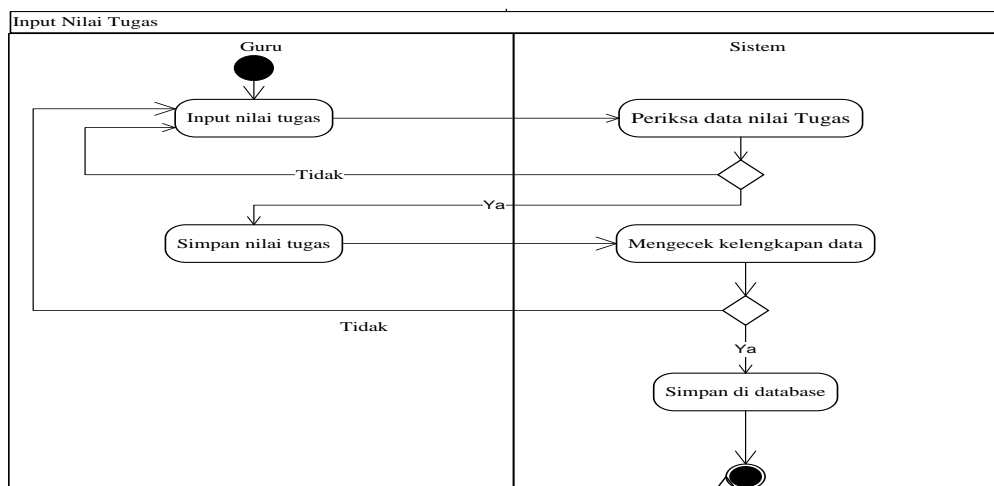 Input Nilai Tugas
Guru
Sistem
Input nilai tugas
Periksa data nilai Tugas
Tidak
Ya
Simpan nilai tugas
Mengecek kelengkapan data
Tidak
Ya
Simpan di database